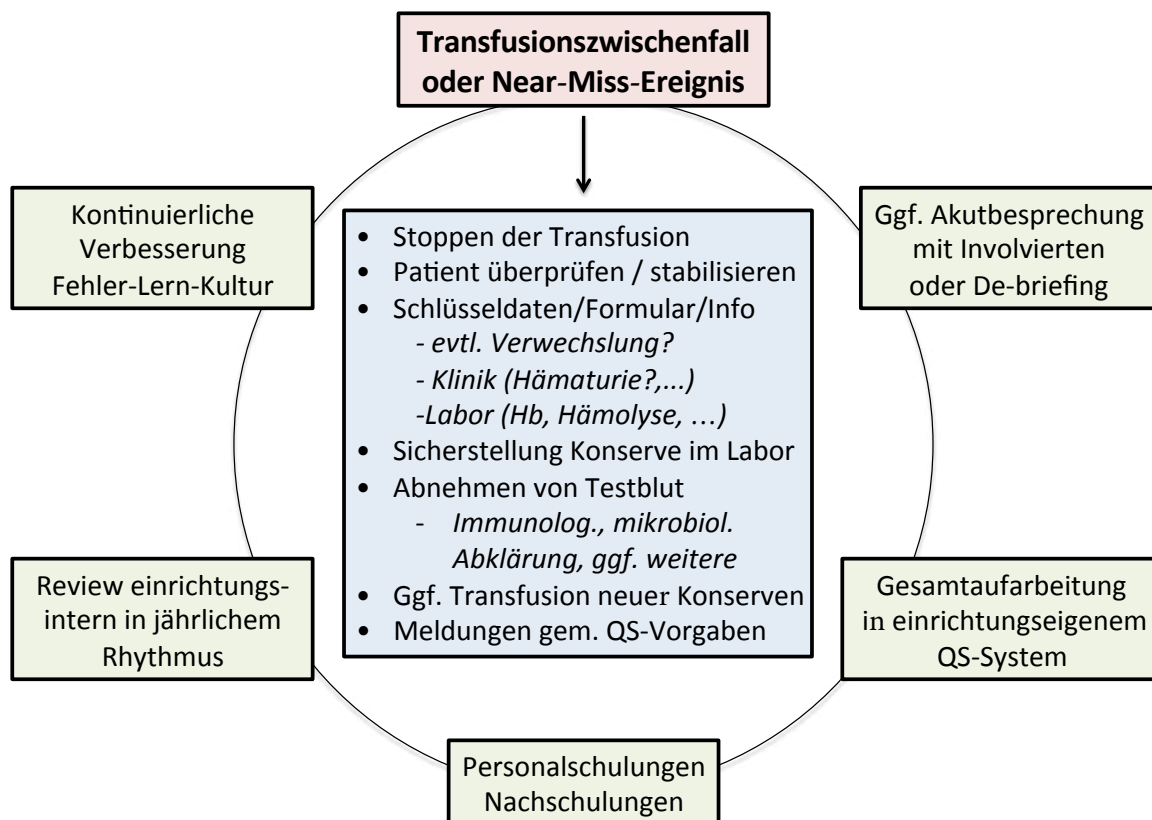 Transfusionszwischenfall
oder Near-Miss-Ereignis
Kontinuierliche
Verbesserung
Fehler-Lern-Kultur
• Stoppen der Transfusion
• Patient überprüfen / stabilisieren
• Schlüsseldaten/Formular/Info
- evtl. Verwechslung?
- Klinik (Hämaturie?,...)
-Labor (Hb, Hämolyse, ...)
• Sicherstellung Konserve im Labor
• Abnehmen von Testblut
- Immunolog., mikrobiol.
Abklärung, ggf. weitere
• Ggf. Transfusion neuer Konserven
• Meldungen gem. QS-Vorgaben
Ggf. Akutbesprechung
mit Involvierten
oder De-briefing
Review einrichtungs-
intern in jährlichem
Rhythmus
Gesamtaufarbeitung
in einrichtungseigenem
QS-System
Personalschulungen
Nachschulungen